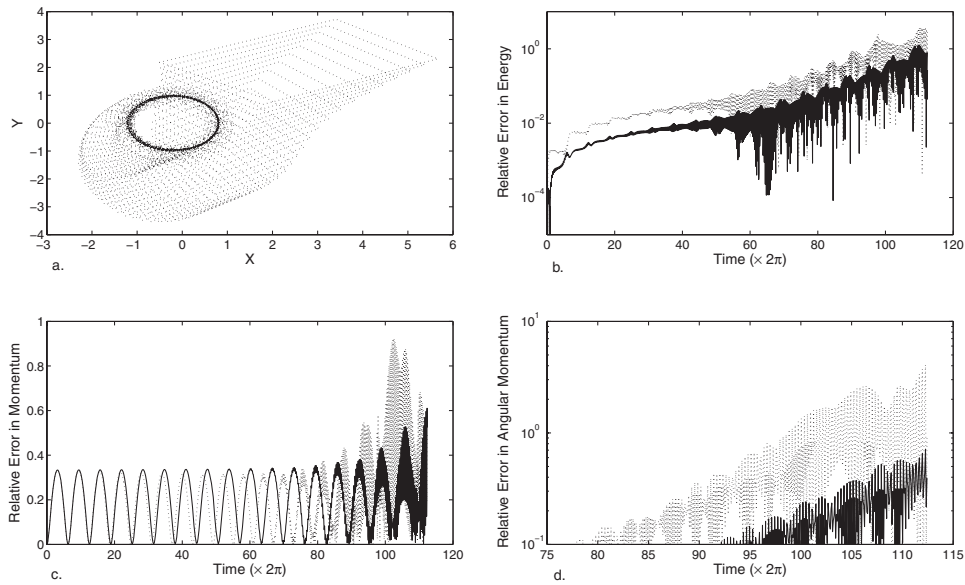 4
3
2
1
0
−1
−2
−3
−4
Y
−3 −2 −1 0 1 2 3 4 5 6
X
a.
10^0
10^−2
10^−4
Relative Error in Energy
0 20 40 60 80 100 120
Time (× 2π)
b.
1
0.8
0.6
0.4
0.2
0
Relative Error in Momentum
0 20 40 60 80 100 120
Time (× 2π)
c.
10^1
10^0
10^−1
Relative Error in Angular Momentum
75 80 85 90 95 100 105 110 115
Time (× 2π)
d.